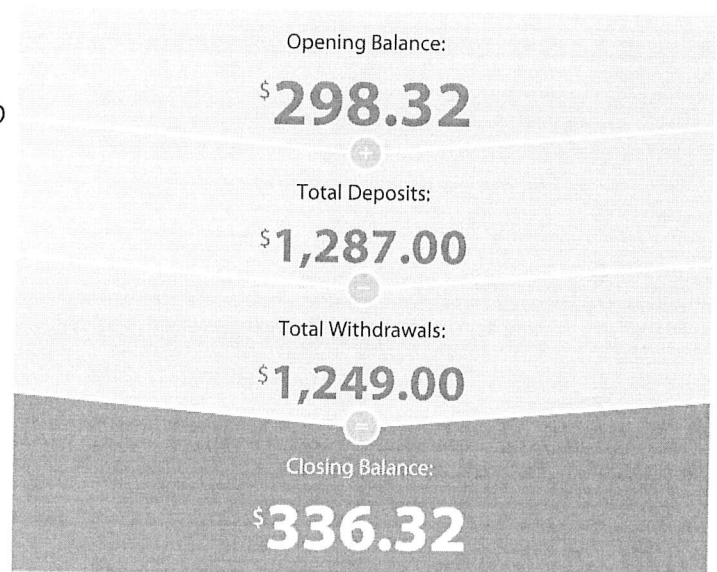 Opening Balance:
$298.32
+
Total Deposits:
$1,287.00
-
Total Withdrawals:
$1,249.00
=
Closing Balance:
$336.32